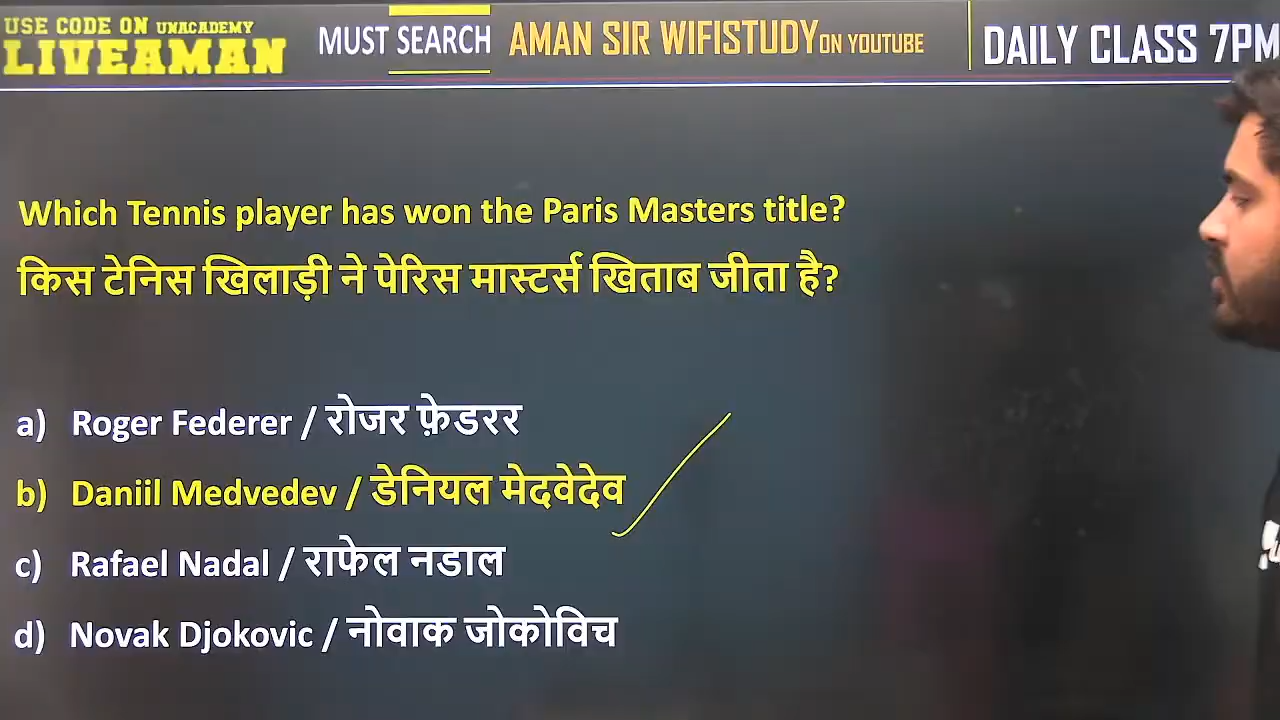 USE CODE ON UNACADEMY
LIVEAMAN
MUST SEARCH
AMAN SIR WIFISTUDY ON YOUTUBE
DAILY CLASS 7PM
Which Tennis player has won the Paris Masters title?
किस टेनिस खिलाड़ी ने पेरिस मास्टर्स खिताब जीता है?
a) Roger Federer / रोजर फ़ेडरर
b) Daniil Medvedev / डेनियल मेदवेदेव
c) Rafael Nadal / राफेल नडाल
d) Novak Djokovic / नोवाक जोकोविच